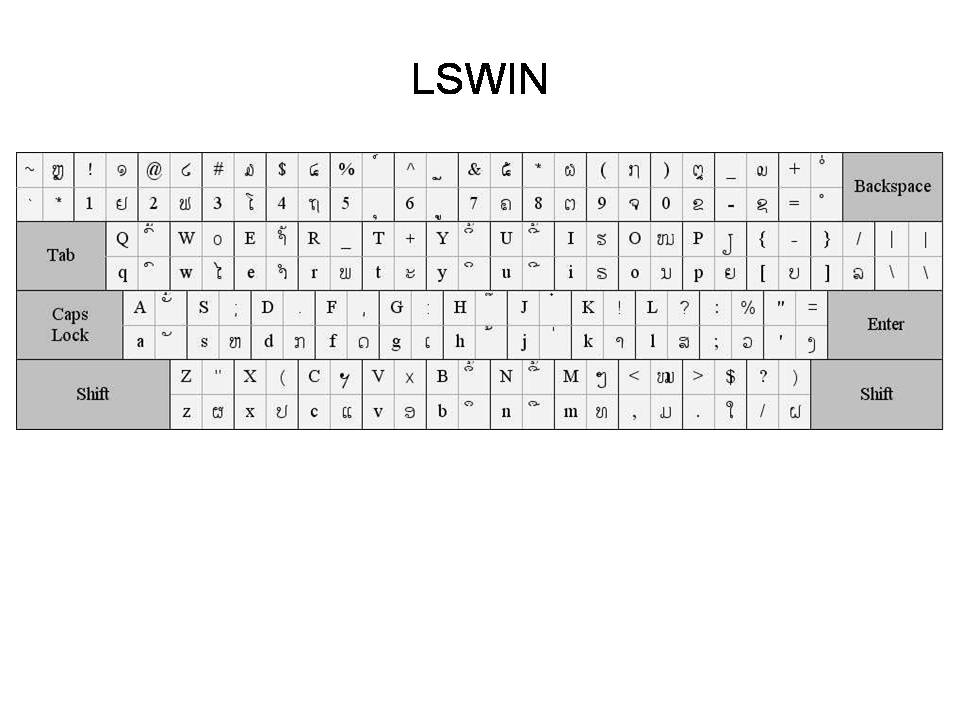 LSWIN
~ ! ໑ @ ໒ # ໓ $ ໔ % ໌ ^ ຼ & ໕ * ໖ ( ໗ ) ໘ _ ໙ + ໍ່ Backspace
` * 1 ຢ 2 ຟ 3 ໂ 4 ຖ 5 ຸ 6 ູ 7 ຄ 8 ຕ 9 ຈ 0 ຂ - ຊ = ໍ
Tab Q ົ້ W ໐ E ຳ້ R _ T + Y ິ້ U ີ້ I ຮ O ໜ P ຽ { - } / | |
q ົ w ໄ e ຳ r ພ t ະ y ິ u ີ i ຣ o ນ p ຍ [ ບ ] ລ \ \
Caps Lock A ັ້ S ; D . F , G : H ໊ J ໋ K ! L ? : % " = Enter
a ັ s ຫ d ກ f ດ g ເ h ້ j ່ k າ l ສ ; ວ ' ງ
Shift Z " X ( C ຯ V x B ຶ້ N ື້ M ໆ < ໝ > $ ? ) Shift
z ຜ x ປ c ແ v ອ b ຶ n ື m ທ , ມ . ໃ / ຝ